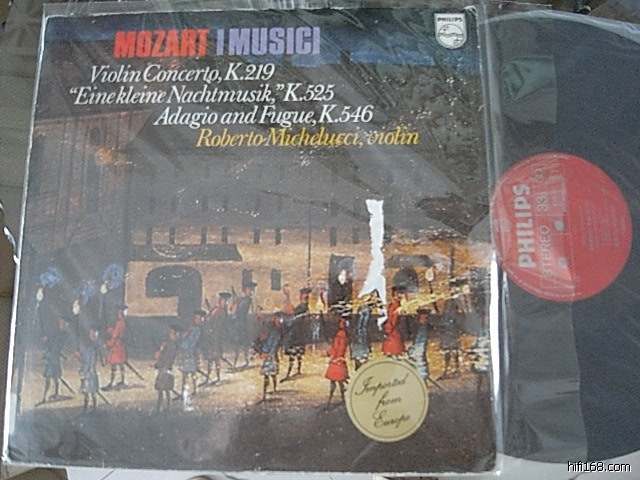 MOZART I MUSICI
PHILIPS
Violin Concerto, K.219
"Eine kleine Nachtmusik," K.525
Adagio and Fugue, K.546
Roberto Michelucci, violin
Imported
from
Europe
PHILIPS
STEREO 33
hifi168.com